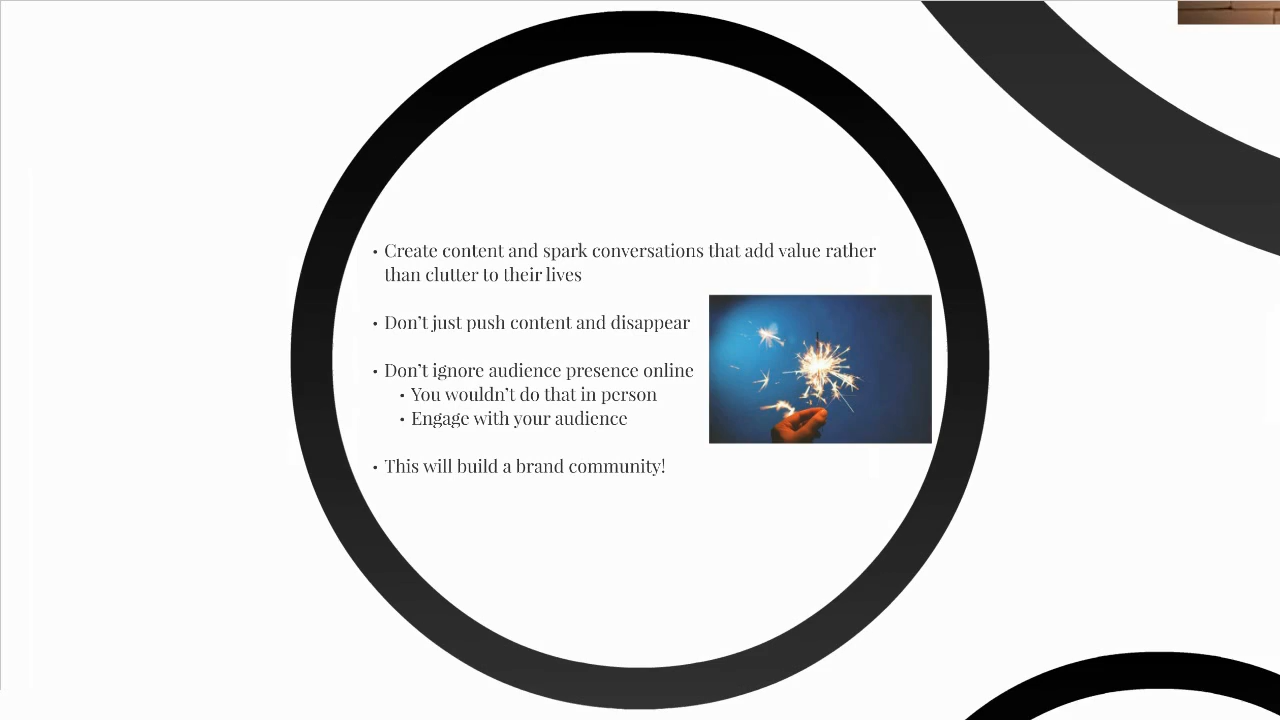 • Create content and spark conversations that add value rather
than clutter to their lives
• Don't just push content and disappear
• Don't ignore audience presence online
• You wouldn't do that in person
• Engage with your audience
• This will build a brand community!